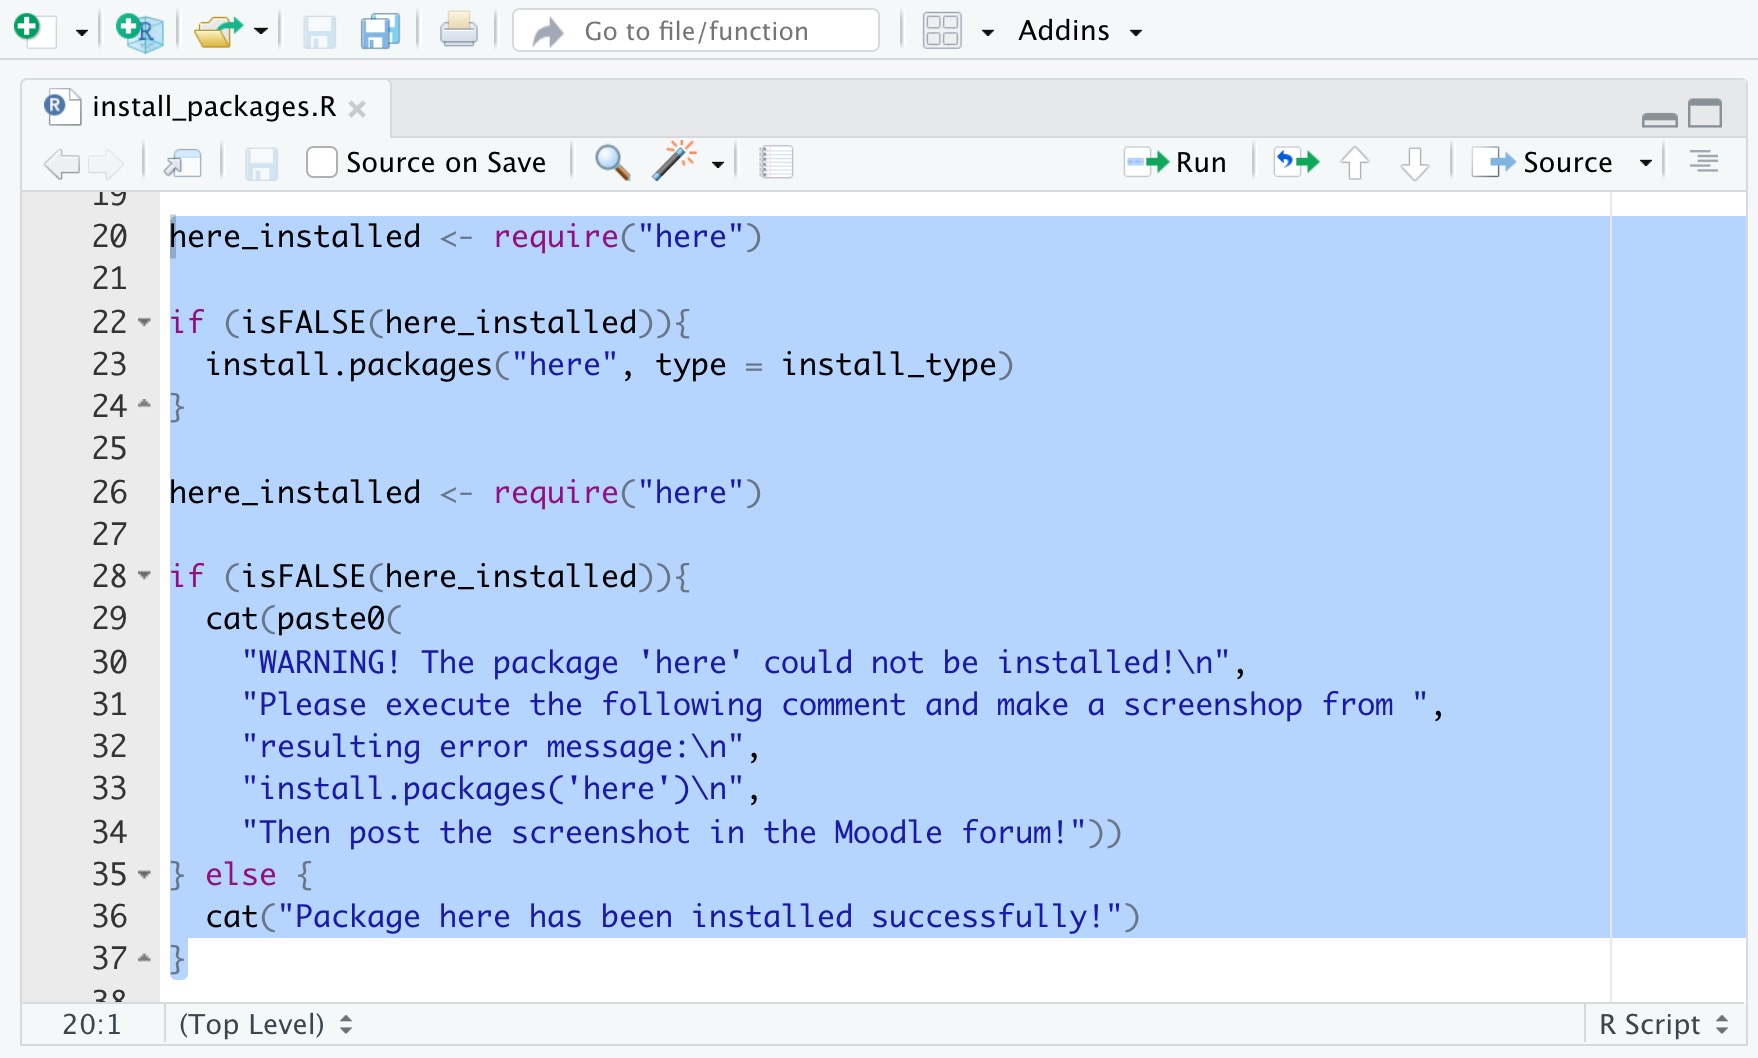 Go to file/function
Addins
install_packages.R
Source on Save
Run
Source
19
20 here_installed <- require("here")
21
22 if (isFALSE(here_installed)){
23   install.packages("here", type = install_type)
24 }
25
26 here_installed <- require("here")
27
28 if (isFALSE(here_installed)){
29   cat(paste0(
30     "WARNING! The package 'here' could not be installed!\n",
31     "Please execute the following comment and make a screenshop from ",
32     "resulting error message:\n",
33     "install.packages('here')\n",
34     "Then post the screenshot in the Moodle forum!"))
35 } else {
36   cat("Package here has been installed successfully!")
37 }
38
20:1 (Top Level) R Script